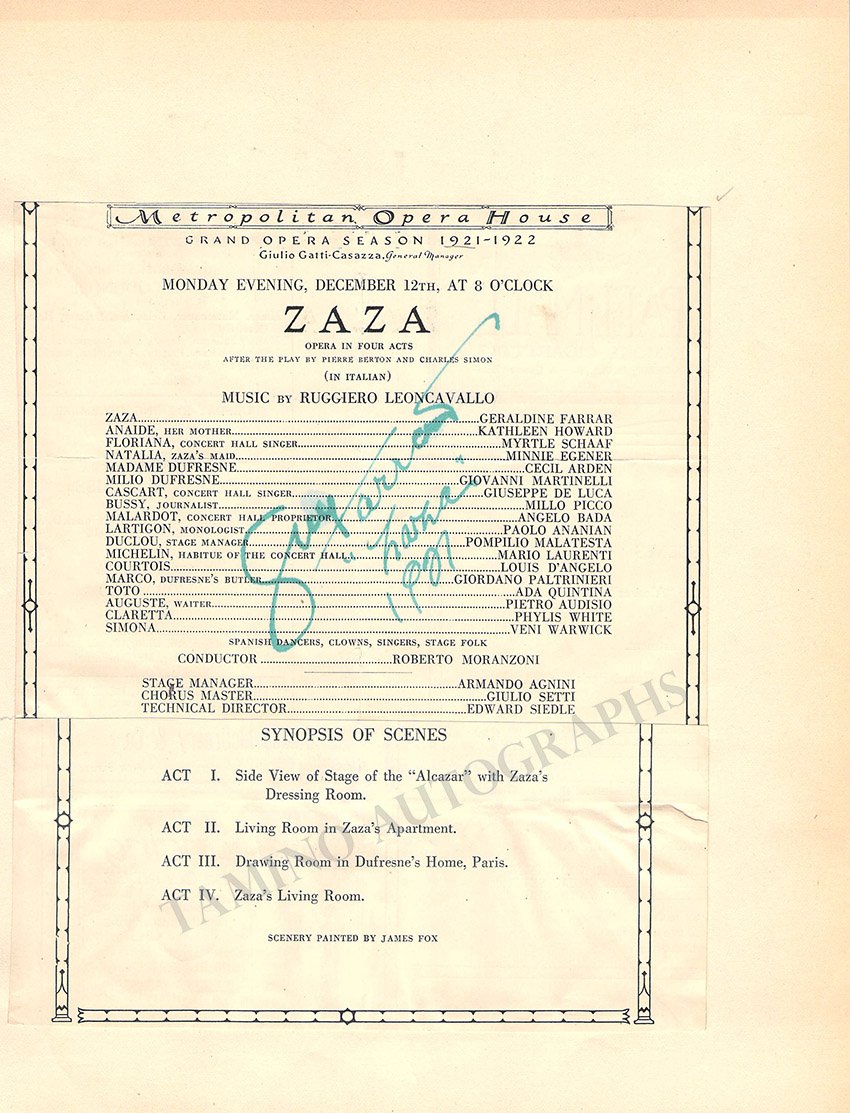 Metropolitan Opera House
GRAND OPERA SEASON 1921-1922
Giulio Gatti-Casazza, General Manager
MONDAY EVENING, DECEMBER 12TH, AT 8 O'CLOCK
ZAZA
OPERA IN FOUR ACTS
AFTER THE PLAY BY PIERRE BERTON AND CHARLES SIMON
(IN ITALIAN)
MUSIC BY RUGGIERO LEONCAVALLO
ZAZA GERALDINE FARRAR
ANAIDE, HER MOTHER KATHLEEN HOWARD
FLORIANA, CONCERT HALL SINGER MYRTLE SCHAAF
NATALIA, ZAZA'S MAID MINNIE EGENER
MADAME DUFRESNE CECIL ARDEN
MILIO DUFRESNE GIOVANNI MARTINELLI
CASCART, CONCERT HALL SINGER GIUSEPPE DE LUCA
BUSSY, JOURNALIST MILLO PICCO
MALARDOT, CONCERT HALL PROPRIETOR ANGELO BADA
LARTIGON, MONOLOGIST PAOLO ANANIAN
DUCLOU, STAGE MANAGER POMPILIO MALATESTA
MICHELIN, HABITUE OF THE CONCERT HALL MARIO LAURENTI
COURTOIS LOUIS D'ANGELO
MARCO, DUFRESNE'S BUTLER GIORDANO PALTRINIERI
TOTO ADA QUINTINA
AUGUSTE, WAITER PIETRO AUDISIO
CLARETTA PHYLIS WHITE
SIMONA VENI WARWICK
SPANISH DANCERS, CLOWNS, SINGERS, STAGE FOLK
CONDUCTOR ROBERTO MORANZONI
STAGE MANAGER ARMANDO AGNINI
CHORUS MASTER GIULIO SETTI
TECHNICAL DIRECTOR EDWARD SIEDLE
Farrar
"Zaza"
SYNOPSIS OF SCENES
ACT I. Side View of Stage of the "Alcazar" with Zaza's
Dressing Room.
ACT II. Living Room in Zaza's Apartment.
ACT III. Drawing Room in Dufresne's Home, Paris.
ACT IV. Zaza's Living Room.
SCENERY PAINTED BY JAMES FOX
TAMINO AUTOGRAPHS